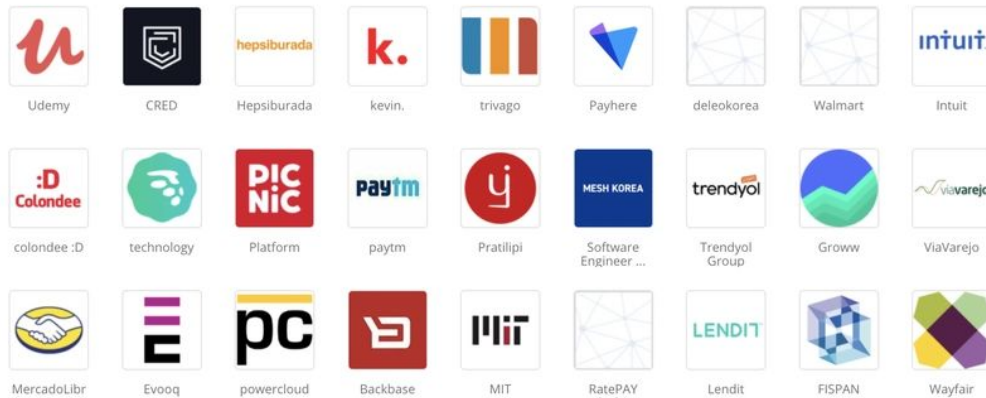 hepsiburada
k.
intuit
Udemy
CRED
Hepsiburada
kevin.
trivago
Payhere
deleokorea
Walmart
Intuit
:D
Colondee
PIC
NiC
paytm
MESH KOREA
trendyol
viavarejo
colondee :D
technology
Platform
paytm
Pratilipi
Software
Engineer ...
Trendyol
Group
Groww
ViaVarejo
pc
MiT
LENDIT
MercadoLibr
Evooq
powercloud
Backbase
MIT
RatePAY
Lendit
FISPAN
Wayfair